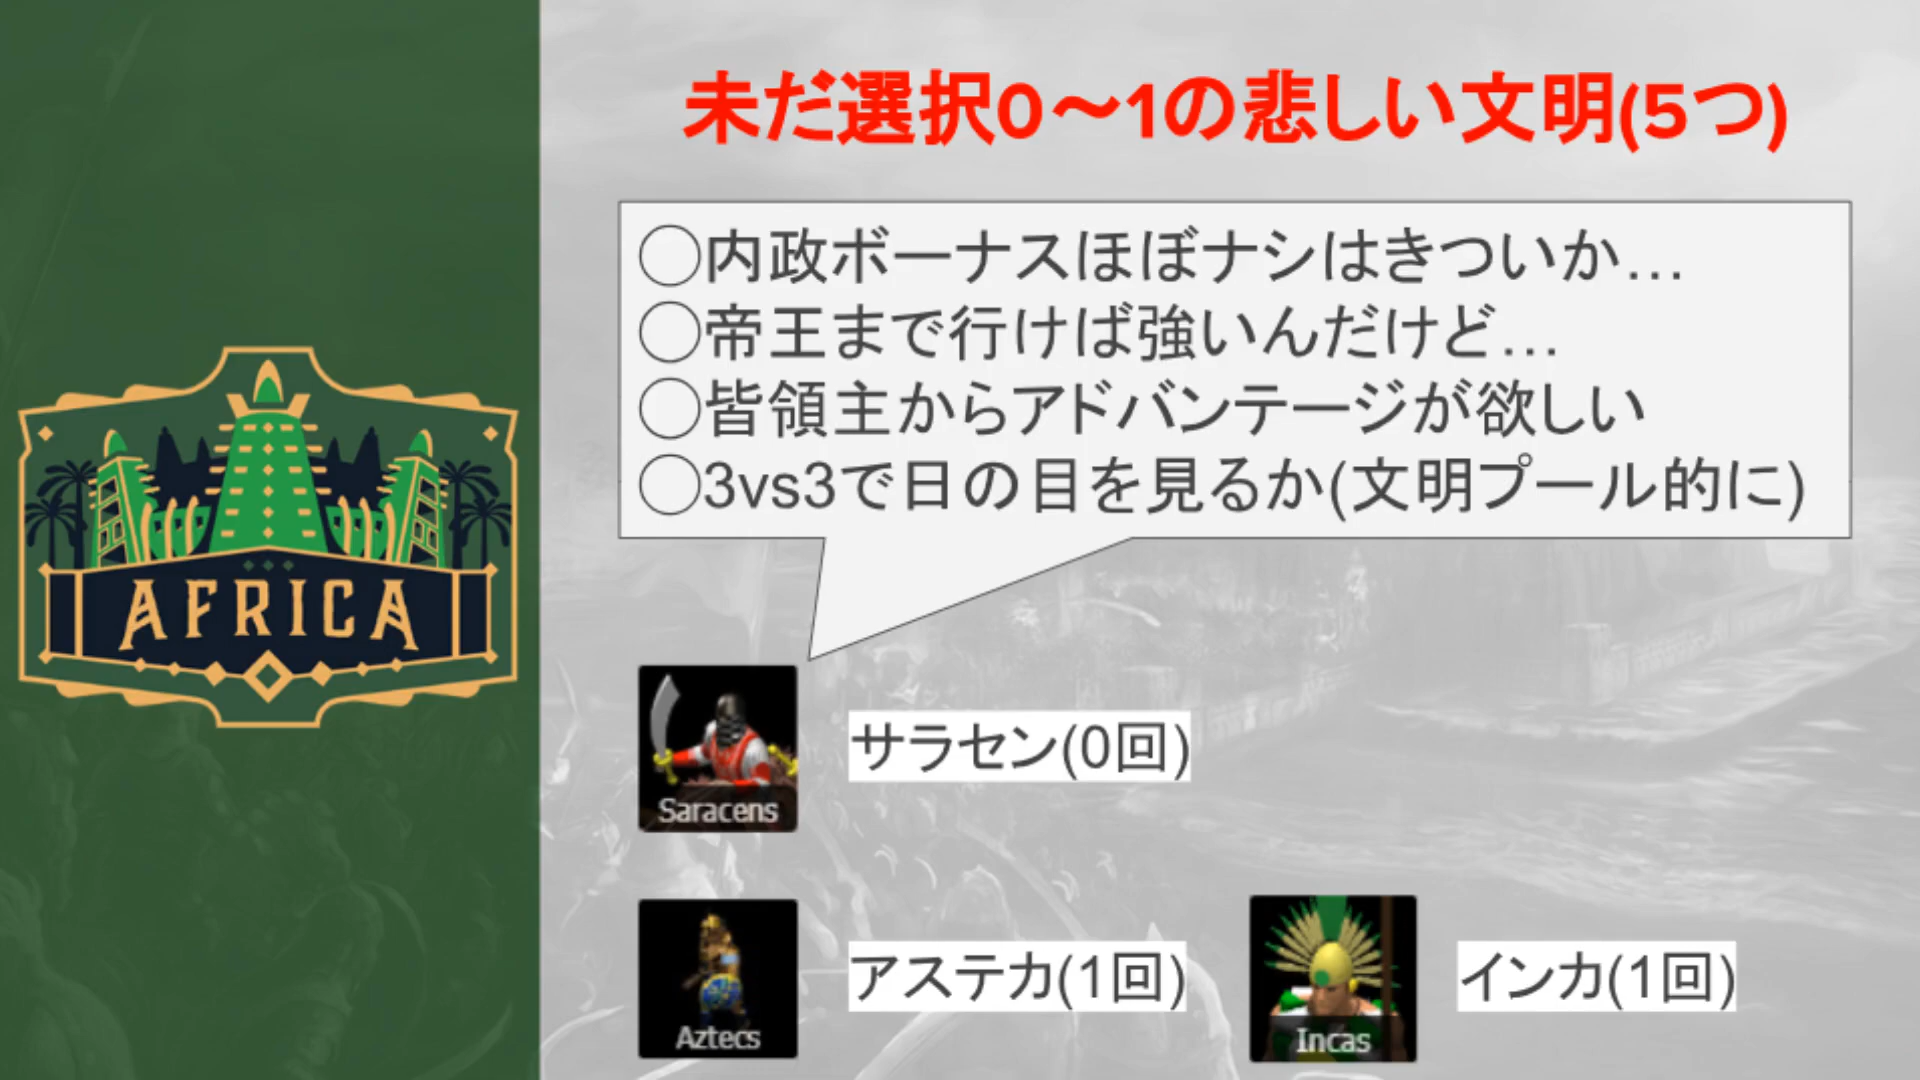 未だ選択0～1の悲しい文明(5つ)
◯内政ボーナスほぼナシはきついか…
◯帝王まで行けば強いんだけど…
◯皆領主からアドバンテージが欲しい
◯3vs3で日の目を見るか(文明プール的に)
AFRICA
Saracens
サラセン(0回)
Aztecs
アステカ(1回)
Incas
インカ(1回)